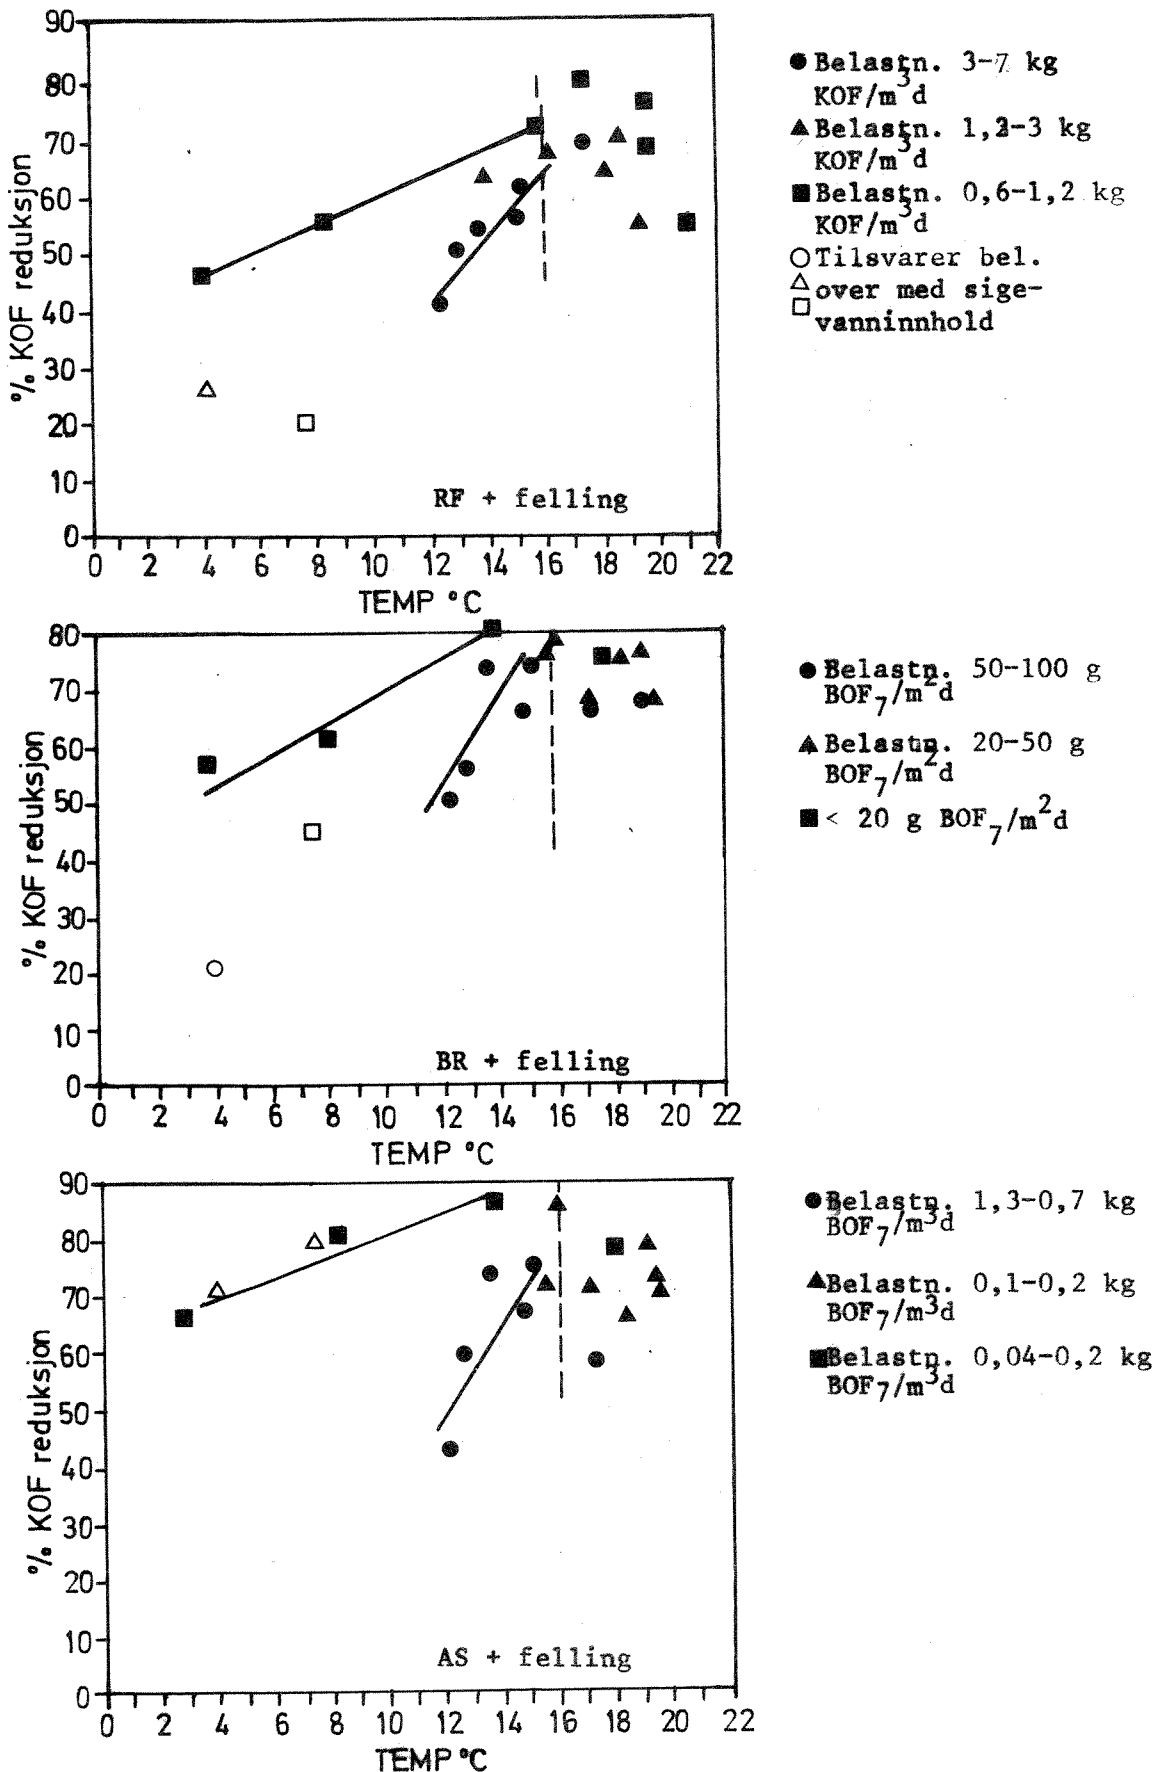 90
80
70
60
50
40
30
20
10
0
% KOF reduksjon
RF + felling
0 2 4 6 8 10 12 14 16 18 20 22
TEMP °C
● Belastn. 3-7 kg
KOF/m³d
▲ Belastn. 1,2-3 kg
KOF/m³d
■ Belastn. 0,6-1,2 kg
KOF/m³d
○ Tilsvarer bel.
△ over med sige-
□ vanninnhold
80
70
60
50
40
30
20
10
0
% KOF reduksjon
BR + felling
0 2 4 6 8 10 12 14 16 18 20 22
TEMP °C
● Belastn. 50-100 g
BOF₇/m²d
▲ Belastn. 20-50 g
BOF₇/m²d
■ < 20 g BOF₇/m²d
90
80
70
60
50
40
30
20
10
0
% KOF reduksjon
AS + felling
0 2 4 6 8 10 12 14 16 18 20 22
TEMP °C
● Belastn. 1,3-0,7 kg
BOF₇/m³d
▲ Belastn. 0,1-0,2 kg
BOF₇/m³d
■ Belastn. 0,04-0,2 kg
BOF₇/m³d